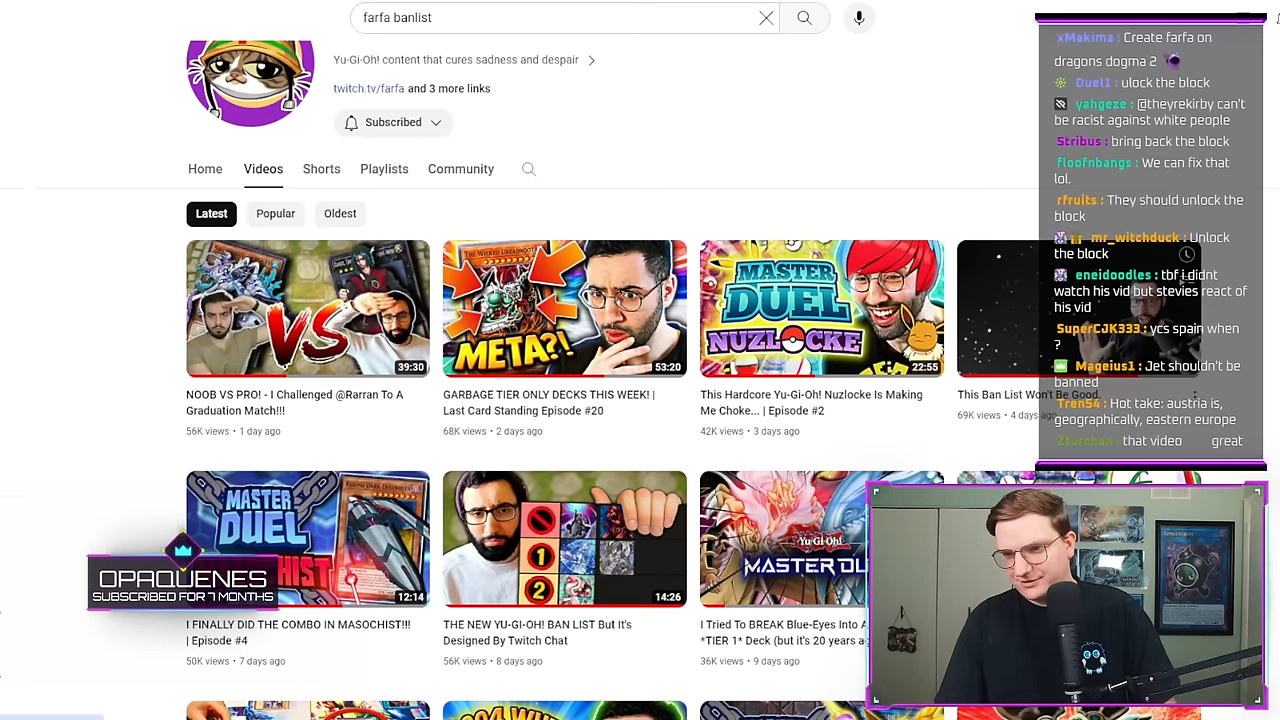 farfa banlist
Yu-Gi-Oh! content that cures sadness and despair
twitch.tv/farfa and 3 more links
Subscribed
Home
Videos
Shorts
Playlists
Community
Latest
Popular
Oldest
VS
39:30
NOOB VS PRO! - I Challenged @Rarran To A
Graduation Match!!!
56K views • 1 day ago
META?!
53:20
GARBAGE TIER ONLY DECKS THIS WEEK! |
Last Card Standing Episode #20
68K views • 2 days ago
MASTER
DUEL
NUZLOCKE
22:55
This Hardcore Yu-Gi-Oh! Nuzlocke Is Making
Me Choke... | Episode #2
42K views • 3 days ago
This Ban List Won't Be Good.
69K views • 4 days ago
MASTER
DUEL
12:14
I FINALLY DID THE COMBO IN MASOCHIST!!!
| Episode #4
50K views • 7 days ago
1
2
14:26
THE NEW YU-GI-OH! BAN LIST But It's
Designed By Twitch Chat
56K views • 8 days ago
Yu-Gi-Oh!
MASTER DU
I Tried To BREAK Blue-Eyes Into A
*TIER 1* Deck (but it's 20 years
36K views • 9 days ago
OPAQUENES
SUBSCRIBED FOR 7 MONTHS
xMakima : Create farfa on
dragons dogma 2
Duel1 : ulock the block
yahgeze : @theyrekirby can't
be racist against white people
Stribus : bring back the block
floofnbangs : We can fix that
lol.
rfruits : They should unlock the
block
mr_witchduck : Unlock
the block
eneidoodles : tbf i didnt
watch his vid but stevies react of
his vid
SuperCJK333 : ycs spain when
?
Mageius1 : Jet shouldn't be
banned
Tren54 : Hot take: austria is,
geographically, eastern europe
Zturchan : that video great